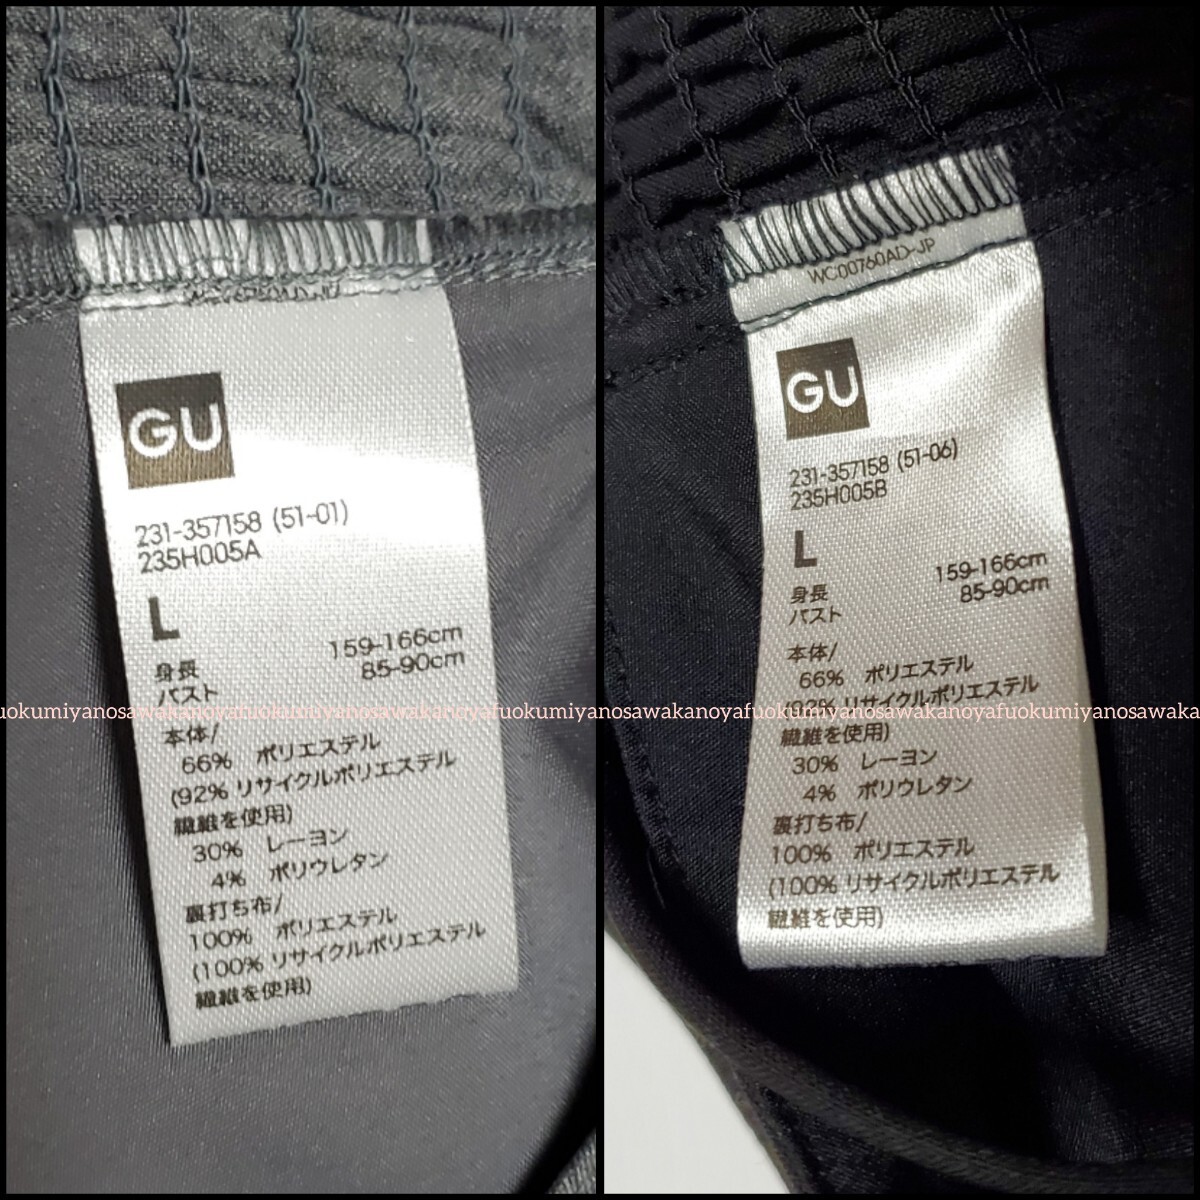 GU
231-357158 (51-01)
235H005A
L
身長 159-166cm
バスト 85-90cm
本体/
66% ポリエステル
(92% リサイクルポリエステル
繊維を使用)
30% レーヨン
4% ポリウレタン
裏打ち布/
100% ポリエステル
(100% リサイクルポリエステル
繊維を使用)
WC00760AD-JP
GU
231-357158 (51-06)
235H005B
L
身長 159-166cm
バスト 85-90cm
本体/
66% ポリエステル
(92% リサイクルポリエステル
繊維を使用)
30% レーヨン
4% ポリウレタン
裏打ち布/
100% ポリエステル
(100% リサイクルポリエステル
繊維を使用)
uokumiyanosawakanoyafuokumiyanosawakanoyafuokumiyanosawaka